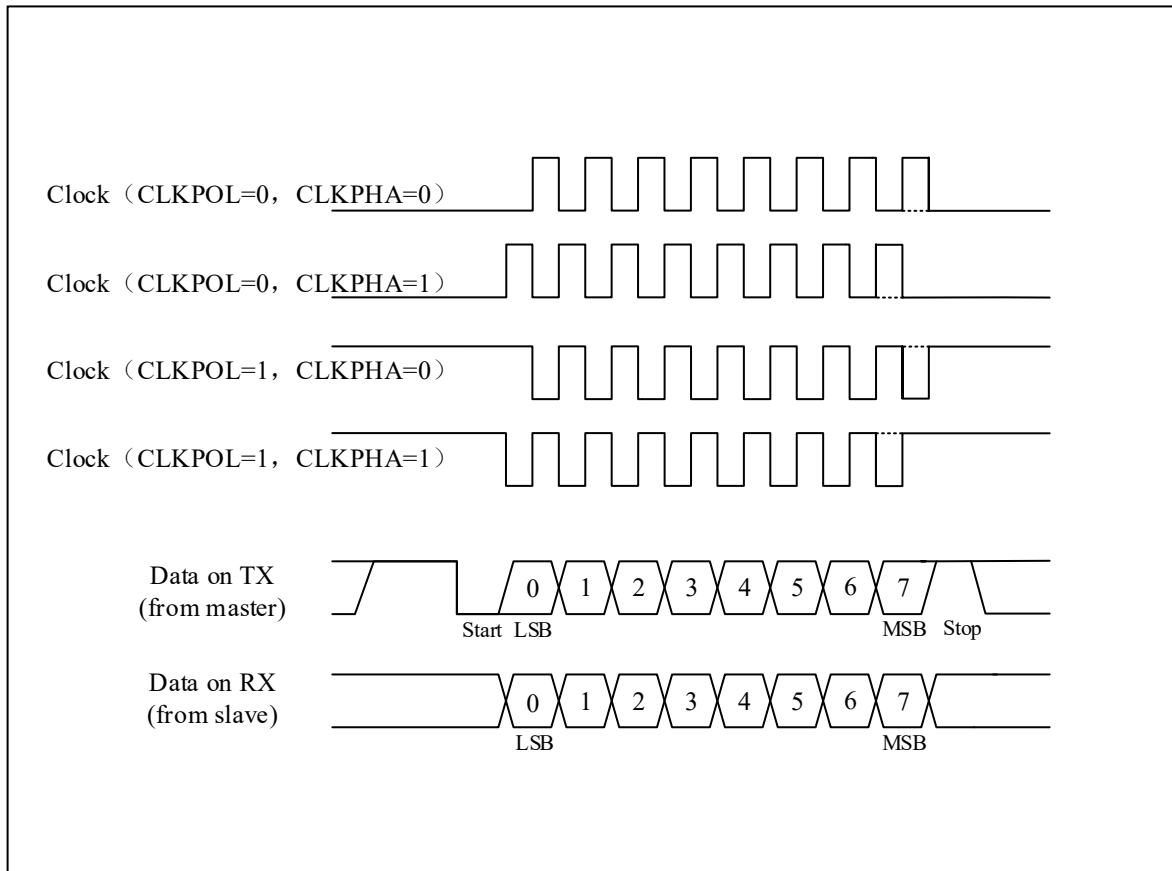 Clock（CLKPOL=0，CLKPHA=0）
Clock（CLKPOL=0，CLKPHA=1）
Clock（CLKPOL=1，CLKPHA=0）
Clock（CLKPOL=1，CLKPHA=1）
Data on TX
(from master)
0 1 2 3 4 5 6 7
Start LSB MSB Stop
Data on RX
(from slave)
0 1 2 3 4 5 6 7
LSB MSB